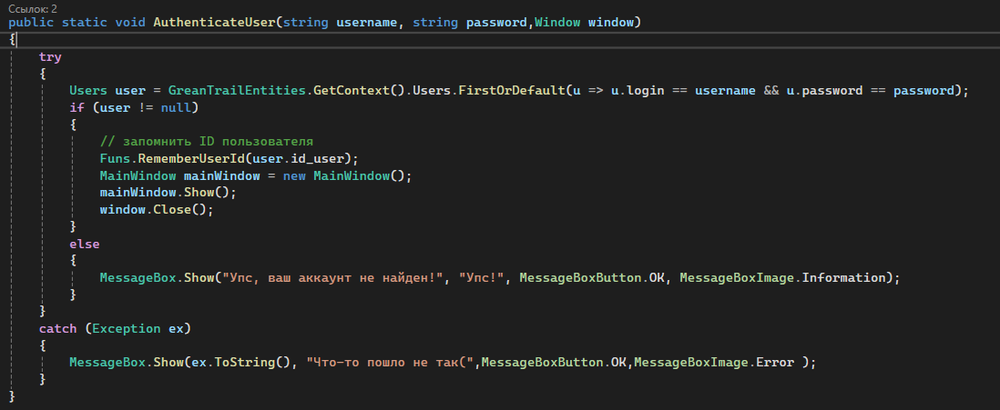 Ссылок: 2
public static void AuthenticateUser(string username, string password,Window window)
{
try
{
Users user = GreanTrailEntities.GetContext().Users.FirstOrDefault(u => u.login == username && u.password == password);
if (user != null)
{
// запомнить ID пользователя
Funs.RememberUserId(user.id_user);
MainWindow mainWindow = new MainWindow();
mainWindow.Show();
window.Close();
}
else
{
MessageBox.Show("Упс, ваш аккаунт не найден!", "Упс!", MessageBoxButton.OK, MessageBoxImage.Information);
}
}
catch (Exception ex)
{
MessageBox.Show(ex.ToString(), "Что-то пошло не так(",MessageBoxButton.OK,MessageBoxImage.Error );
}
}